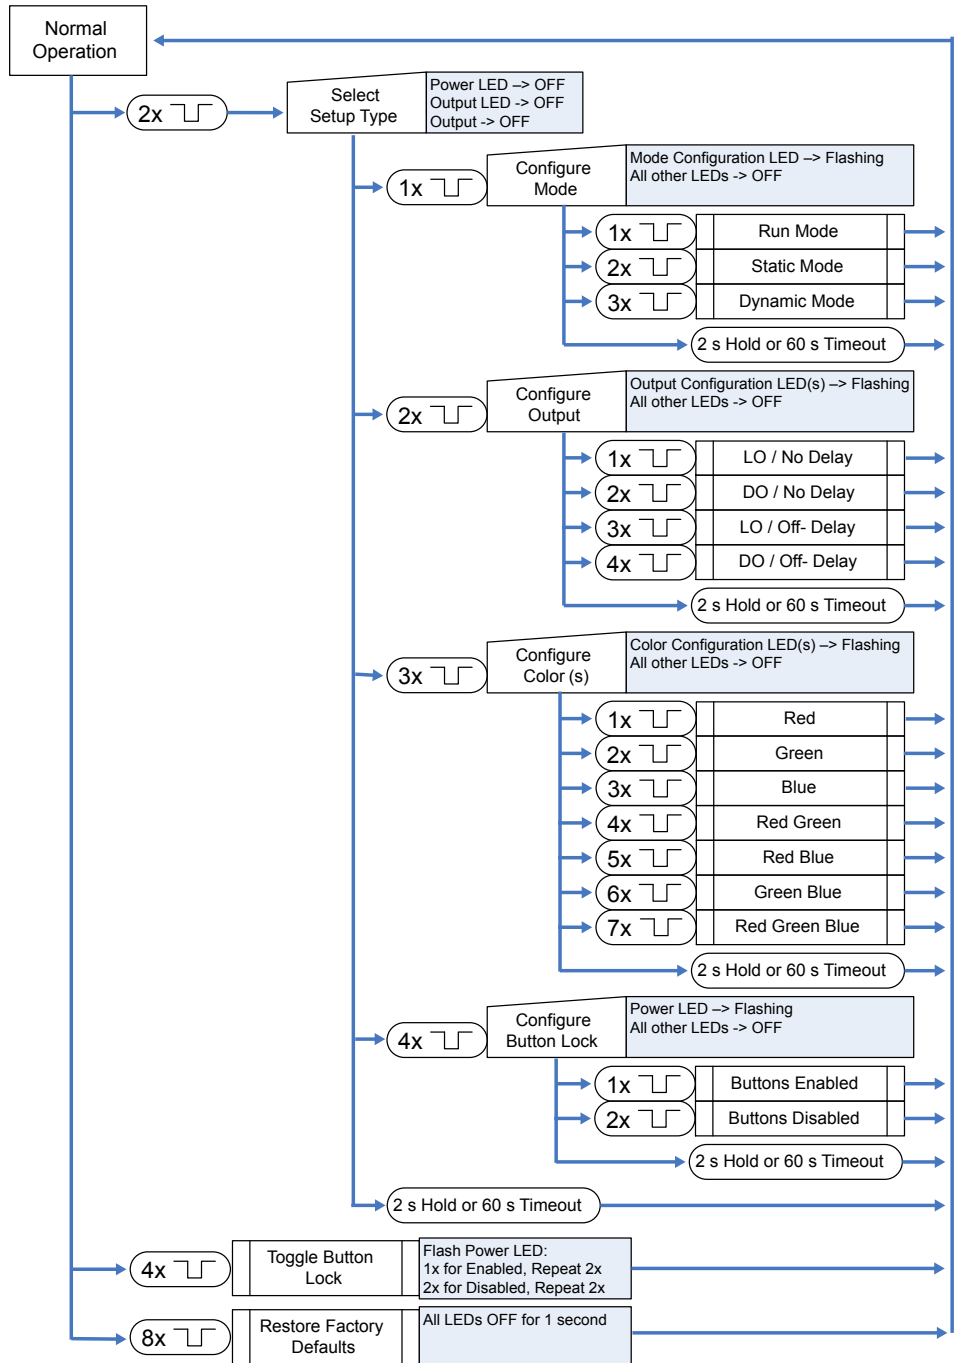 Normal
Operation
2x
Select
Setup Type
Power LED –> OFF
Output LED -> OFF
Output -> OFF
1x
Configure
Mode
Mode Configuration LED –> Flashing
All other LEDs -> OFF
1x
Run Mode
2x
Static Mode
3x
Dynamic Mode
2 s Hold or 60 s Timeout
2x
Configure
Output
Output Configuration LED(s) –> Flashing
All other LEDs -> OFF
1x
LO / No Delay
2x
DO / No Delay
3x
LO / Off- Delay
4x
DO / Off- Delay
2 s Hold or 60 s Timeout
3x
Configure
Color (s)
Color Configuration LED(s) –> Flashing
All other LEDs -> OFF
1x
Red
2x
Green
3x
Blue
4x
Red Green
5x
Red Blue
6x
Green Blue
7x
Red Green Blue
2 s Hold or 60 s Timeout
4x
Configure
Button Lock
Power LED –> Flashing
All other LEDs -> OFF
1x
Buttons Enabled
2x
Buttons Disabled
2 s Hold or 60 s Timeout
2 s Hold or 60 s Timeout
4x
Toggle Button
Lock
Flash Power LED:
1x for Enabled, Repeat 2x
2x for Disabled, Repeat 2x
8x
Restore Factory
Defaults
All LEDs OFF for 1 second